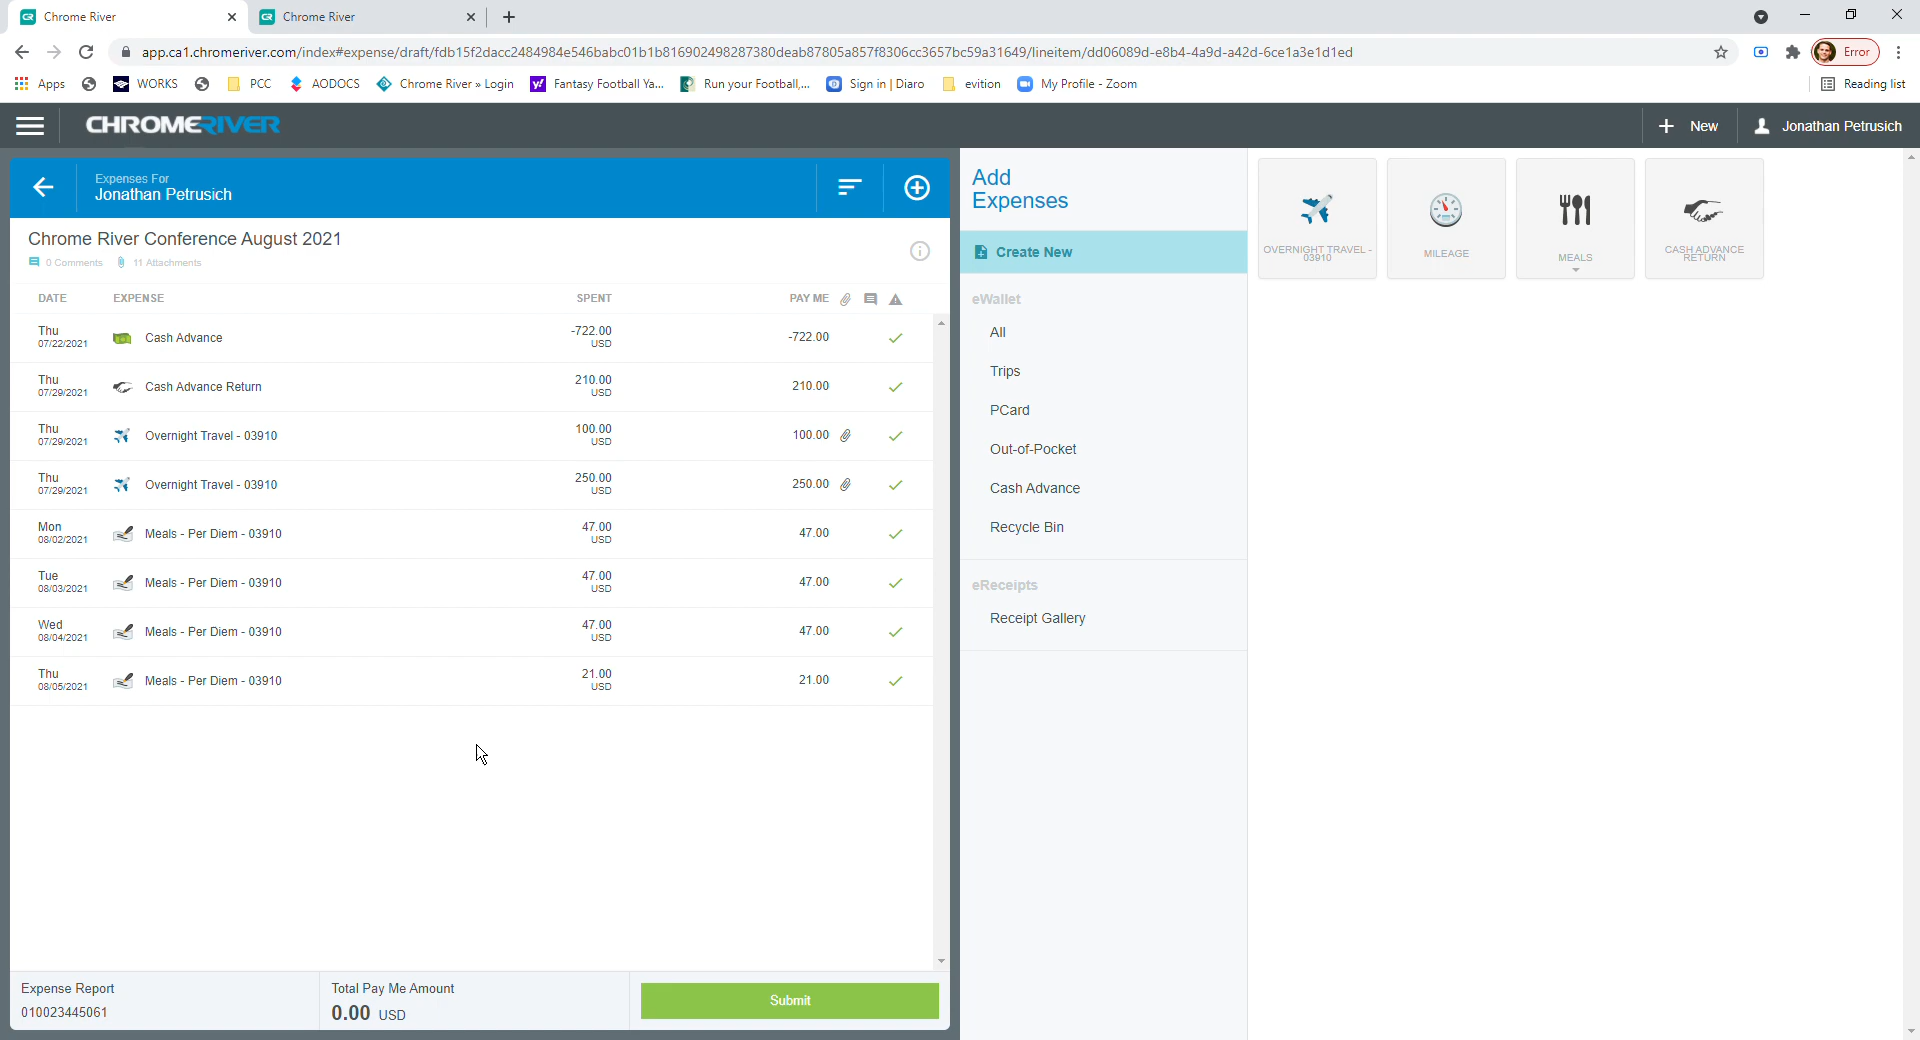 Chrome River
Chrome River
app.ca1.chromeriver.com/index#expense/draft/fdb15f2dacc2484984e546babc01b1b816902498287380deab87805a857f8306cc3657bc59a31649/lineitem/dd06089d-e8b4-4a9d-a42d-6ce1a3e1d1ed
Error
Apps WORKS PCC AODOCS Chrome River » Login Fantasy Football Ya... Run your Football,... Sign in | Diaro evition My Profile - Zoom Reading list
CHROMERIVER
New Jonathan Petrusich
Expenses For
Jonathan Petrusich
Chrome River Conference August 2021
0 Comments 11 Attachments
DATE EXPENSE SPENT PAY ME
Thu
07/22/2021
Cash Advance
-722.00
USD
-722.00
Thu
07/29/2021
Cash Advance Return
210.00
USD
210.00
Thu
07/29/2021
Overnight Travel - 03910
100.00
USD
100.00
Thu
07/29/2021
Overnight Travel - 03910
250.00
USD
250.00
Mon
08/02/2021
Meals - Per Diem - 03910
47.00
USD
47.00
Tue
08/03/2021
Meals - Per Diem - 03910
47.00
USD
47.00
Wed
08/04/2021
Meals - Per Diem - 03910
47.00
USD
47.00
Thu
08/05/2021
Meals - Per Diem - 03910
21.00
USD
21.00
Expense Report
010023445061
Total Pay Me Amount
0.00 USD
Submit
Add
Expenses
Create New
eWallet
All
Trips
PCard
Out-of-Pocket
Cash Advance
Recycle Bin
eReceipts
Receipt Gallery
OVERNIGHT TRAVEL -
03910
MILEAGE
MEALS
CASH ADVANCE
RETURN